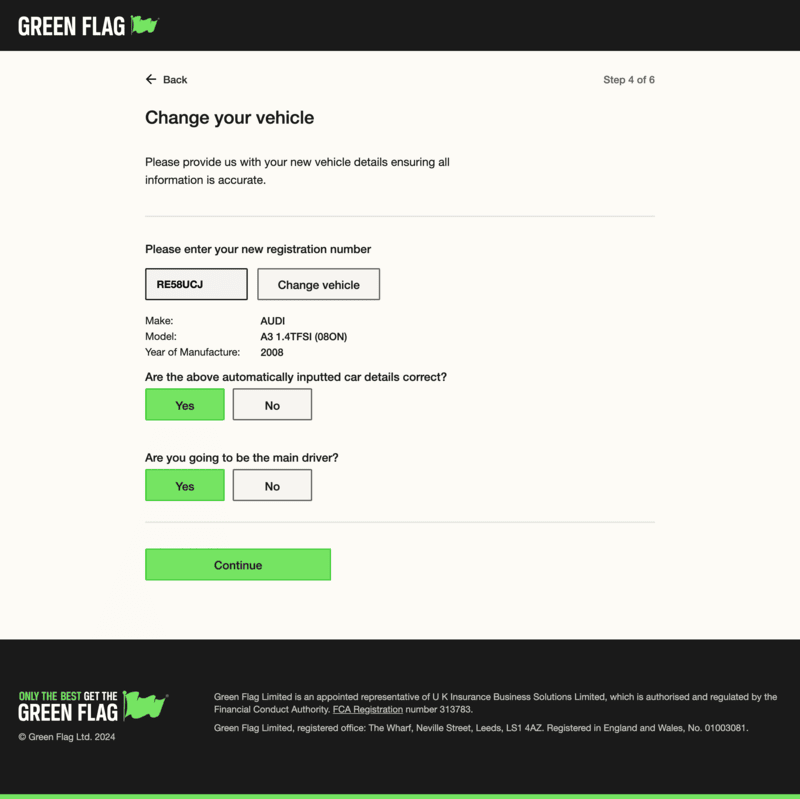 GREEN FLAG
Back
Step 4 of 6
Change your vehicle
Please provide us with your new vehicle details ensuring all
information is accurate.
Please enter your new registration number
RE58UCJ
Change vehicle
Make: AUDI
Model: A3 1.4TFSI (08ON)
Year of Manufacture: 2008
Are the above automatically inputted car details correct?
Yes
No
Are you going to be the main driver?
Yes
No
Continue
ONLY THE BEST GET THE
GREEN FLAG
© Green Flag Ltd. 2024
Green Flag Limited is an appointed representative of U K Insurance Business Solutions Limited, which is authorised and regulated by the
Financial Conduct Authority. FCA Registration number 313783.
Green Flag Limited, registered office: The Wharf, Neville Street, Leeds, LS1 4AZ. Registered in England and Wales, No. 01003081.